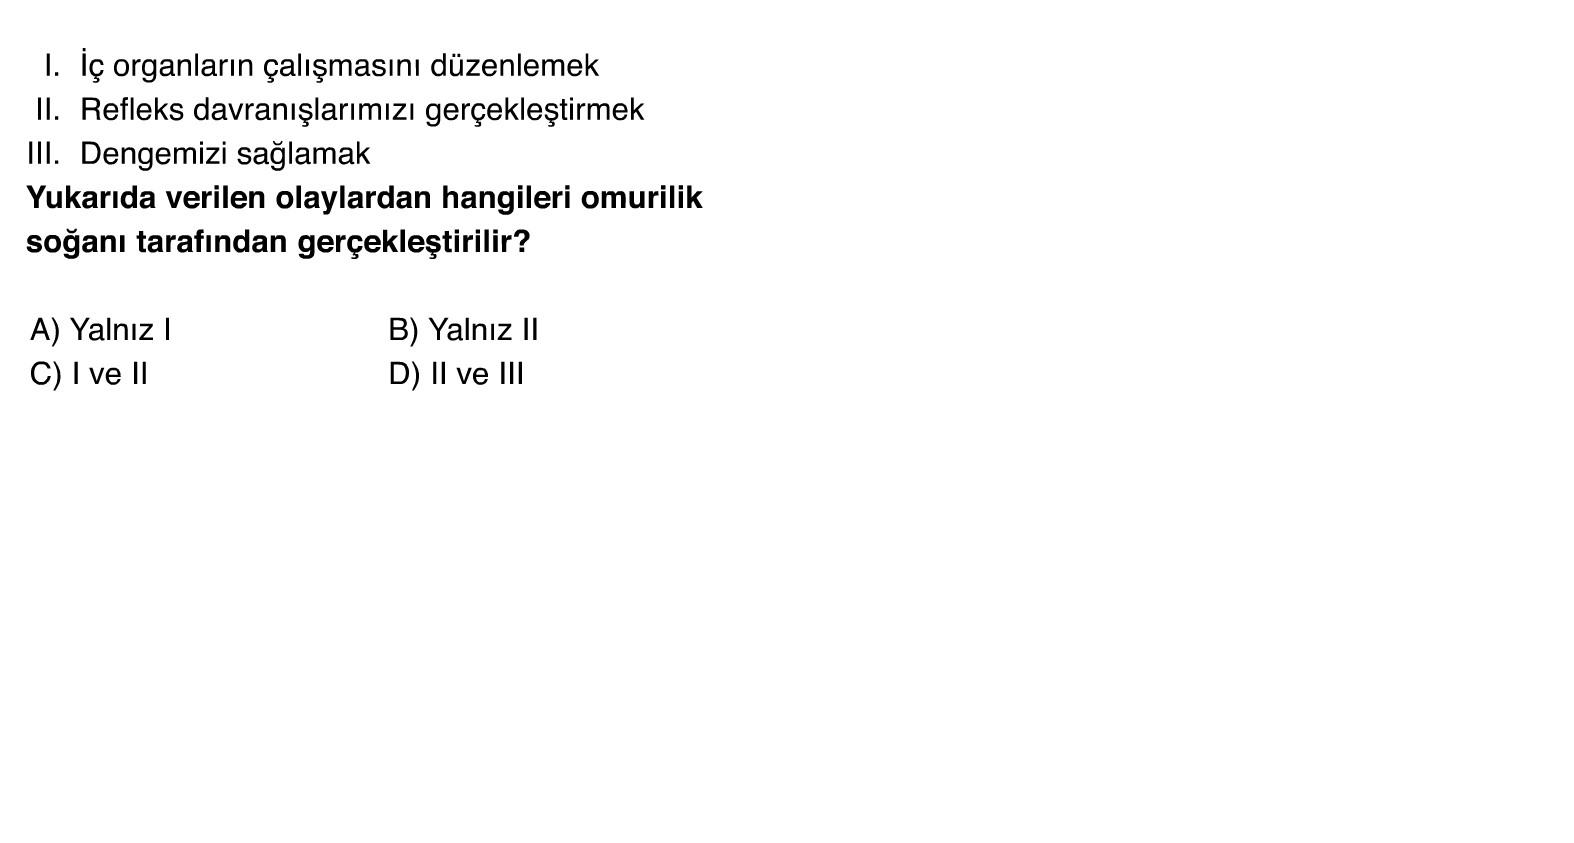 I. İç organların çalışmasını düzenlemek
II. Refleks davranışlarımızı gerçekleştirmek
III. Dengemizi sağlamak
Yukarıda verilen olaylardan hangileri omurilik
soğanı tarafından gerçekleştirilir?
A) Yalnız I B) Yalnız II
C) I ve II D) II ve III